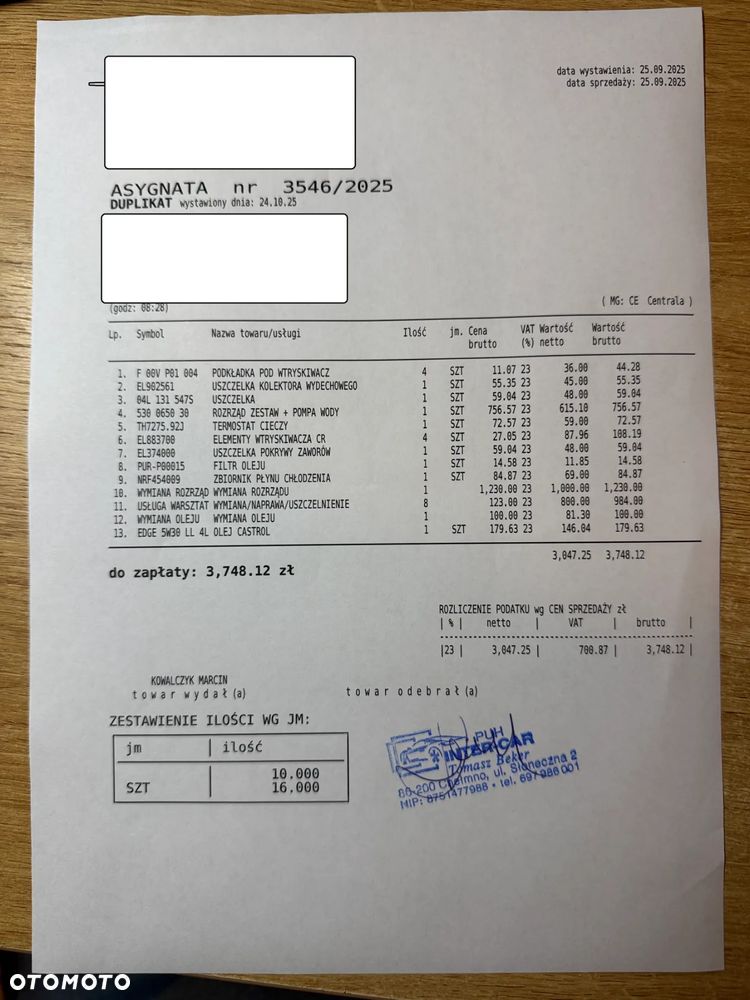 data wystawienia: 25.09.2025
data sprzedaży: 25.09.2025
ASYGNATA nr 3546/2025
DUPLIKAT wystawiony dnia: 24.10.25
(godz: 08:28)
( MG: CE Centrala )
Lp. Symbol Nazwa towaru/usługi Ilość jm. Cena brutto VAT (%) Wartość netto Wartość brutto
1. F 00V P01 004 PODKŁADKA POD WTRYSKIWACZ 4 SZT 11.07 23 36.00 44.28
2. EL902561 USZCZELKA KOLEKTORA WYDECHOWEGO 1 SZT 55.35 23 45.00 55.35
3. 04L 131 547S USZCZELKA 1 SZT 59.04 23 48.00 59.04
4. 530 0650 30 ROZRZĄD ZESTAW + POMPA WODY 1 SZT 756.57 23 615.10 756.57
5. TH7275.92J TERMOSTAT CIECZY 1 SZT 72.57 23 59.00 72.57
6. EL883700 ELEMENTY WTRYSKIWACZA CR 4 SZT 27.05 23 87.96 108.19
7. EL374000 USZCZELKA POKRYWY ZAWORÓW 1 SZT 59.04 23 48.00 59.04
8. PUR-PO0015 FILTR OLEJU 1 SZT 14.58 23 11.85 14.58
9. NRF454009 ZBIORNIK PŁYNU CHŁODZENIA 1 SZT 84.87 23 69.00 84.87
10. WYMIANA ROZRZĄD WYMIANA ROZRZĄDU 1 1,230.00 23 1,000.00 1,230.00
11. USŁUGA WARSZTAT WYMIANA/NAPRAWA/USZCZELNIENIE 8 123.00 23 800.00 984.00
12. WYMIANA OLEJU WYMIANA OLEJU 1 100.00 23 81.30 100.00
13. EDGE 5W30 LL 4L OLEJ CASTROL 1 SZT 179.63 23 146.04 179.63
3,047.25 3,748.12
do zapłaty: 3,748.12 zł
ROZLICZENIE PODATKU wg CEN SPRZEDAŻY zł
| % | netto | VAT | brutto |
|23 | 3,047.25 | 700.87 | 3,748.12 |
KOWALCZYK MARCIN
towar wydał(a)
towar odebrał(a)
ZESTAWIENIE ILOŚCI WG JM:
jm | ilość
10.000
SZT | 16.000
PUH
INTER-CAR
Tomasz Beker
86-200 Chełmno, ul. Słoneczna 2
NIP: 8751477988 • tel. 697 986 001
OTOMOTO